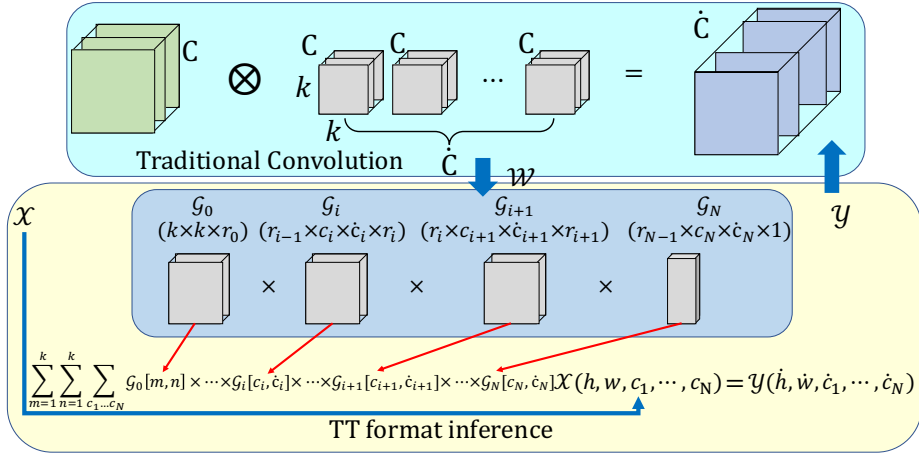 C ⊗ C C ⋯ C = Ċ
k
k
Ċ
Traditional Convolution
𝒲
𝒳 𝒢₀ 𝒢ᵢ 𝒢ᵢ₊₁ 𝒢_N 𝒴
(k×k×r₀) (rᵢ₋₁×cᵢ×ċᵢ×rᵢ) (rᵢ×cᵢ₊₁×ċᵢ₊₁×rᵢ₊₁) (r_{N−1}×c_N×ċ_N×1)
× × ×
∑_{m=1}^{k} ∑_{n=1}^{k} ∑_{c₁…c_N} 𝒢₀[m,n] × ⋯ × 𝒢ᵢ[cᵢ,ċᵢ] × ⋯ × 𝒢ᵢ₊₁[cᵢ₊₁,ċᵢ₊₁] × ⋯ × 𝒢_N[c_N,ċ_N]𝒳(h,w,c₁,⋯,c_N) = 𝒴(ḣ,ẇ,ċ₁,⋯,ċ_N)
TT format inference